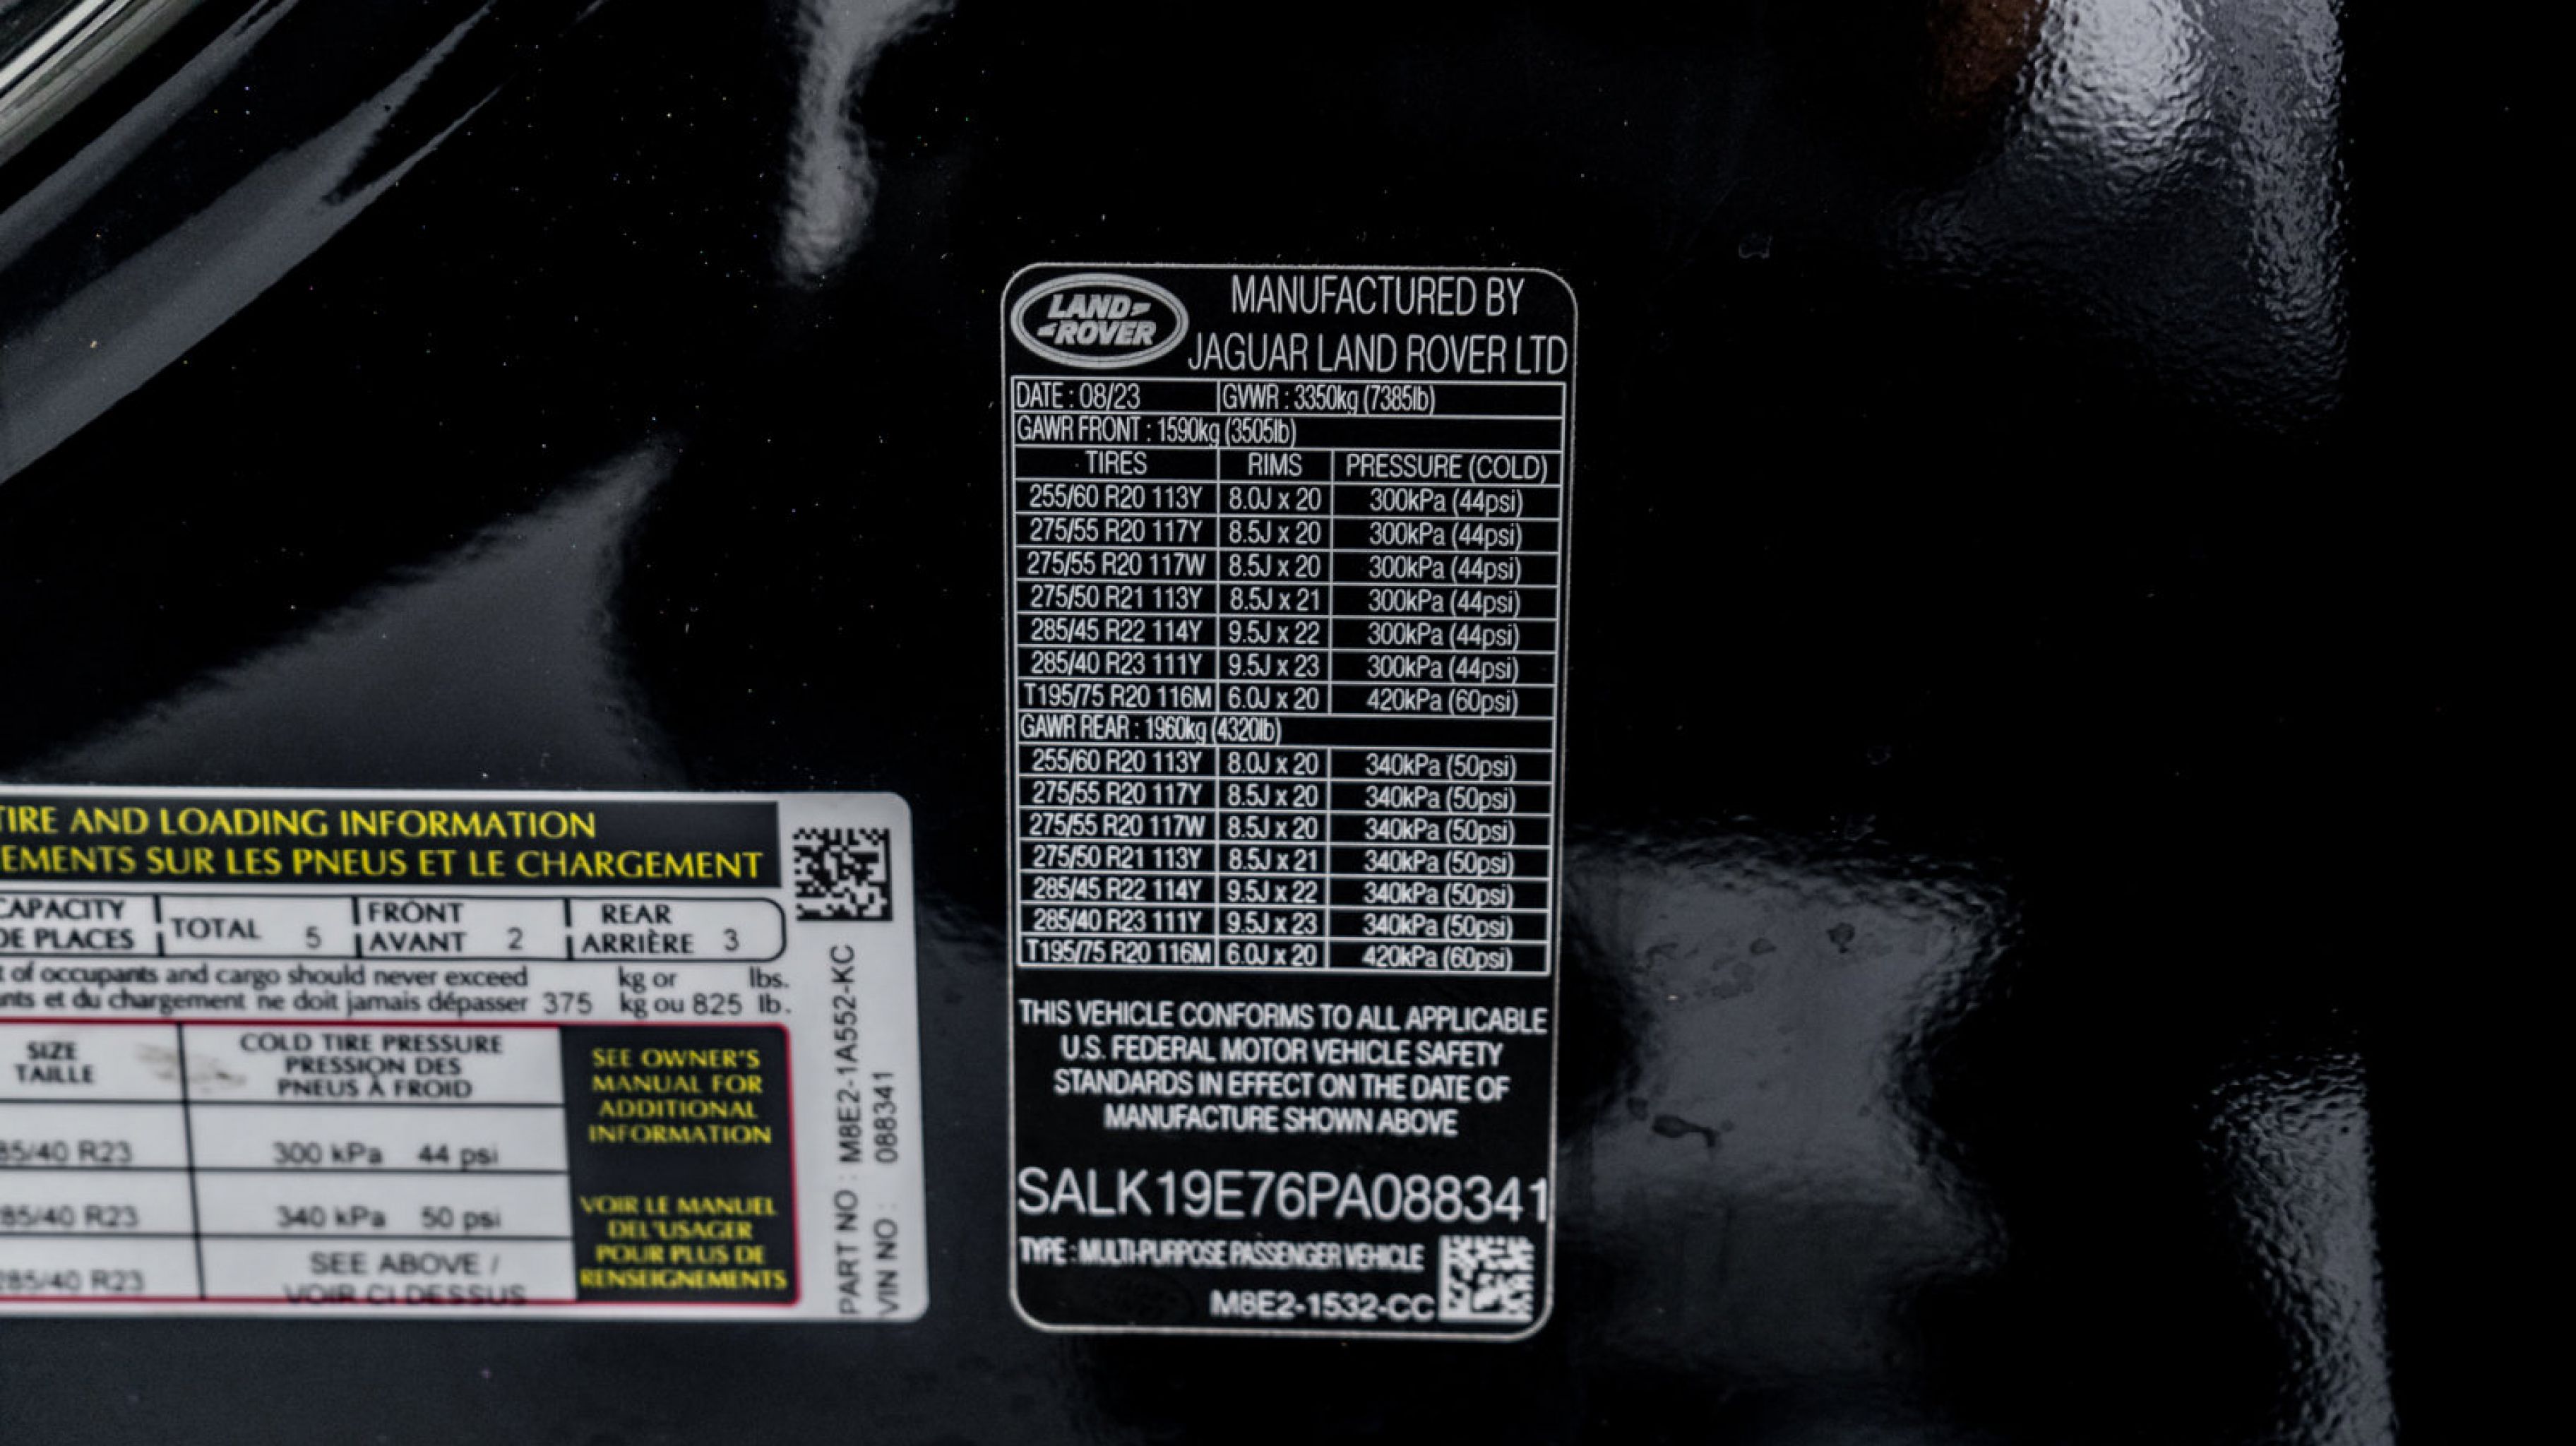 TIRE AND LOADING INFORMATION
EMENTS SUR LES PNEUS ET LE CHARGEMENT
CAPACITY TOTAL 5 FRONT REAR
DE PLACES AVANT 2 ARRIÈRE 3
t of occupants and cargo should never exceed kg or lbs.
nts et du chargement ne doit jamais dépasser 375 kg ou 825 lb.
SIZE
TAILLE
COLD TIRE PRESSURE
PRESSION DES
PNEUS À FROID
85/40 R23 300 kPa 44 psi
85/40 R23 340 kPa 50 psi
285/40 R23 SEE ABOVE /
VOIR CI DESSUS
SEE OWNER'S
MANUAL FOR
ADDITIONAL
INFORMATION
VOIR LE MANUEL
DEL'USAGER
POUR PLUS DE
RENSEIGNEMENTS
PART NO : M8E2-1A552-KC
VIN NO : 088341
LAND
ROVER
MANUFACTURED BY
JAGUAR LAND ROVER LTD
DATE : 08/23 GVWR : 3350kg (7385lb)
GAWR FRONT : 1590kg (3505lb)
TIRES RIMS PRESSURE (COLD)
255/60 R20 113Y 8.0J x 20 300kPa (44psi)
275/55 R20 117Y 8.5J x 20 300kPa (44psi)
275/55 R20 117W 8.5J x 20 300kPa (44psi)
275/50 R21 113Y 8.5J x 21 300kPa (44psi)
285/45 R22 114Y 9.5J x 22 300kPa (44psi)
285/40 R23 111Y 9.5J x 23 300kPa (44psi)
T195/75 R20 116M 6.0J x 20 420kPa (60psi)
GAWR REAR : 1960kg (4320lb)
255/60 R20 113Y 8.0J x 20 340kPa (50psi)
275/55 R20 117Y 8.5J x 20 340kPa (50psi)
275/55 R20 117W 8.5J x 20 340kPa (50psi)
275/50 R21 113Y 8.5J x 21 340kPa (50psi)
285/45 R22 114Y 9.5J x 22 340kPa (50psi)
285/40 R23 111Y 9.5J x 23 340kPa (50psi)
T195/75 R20 116M 6.0J x 20 420kPa (60psi)
THIS VEHICLE CONFORMS TO ALL APPLICABLE
U.S. FEDERAL MOTOR VEHICLE SAFETY
STANDARDS IN EFFECT ON THE DATE OF
MANUFACTURE SHOWN ABOVE
SALK19E76PA088341
TYPE : MULTI-PURPOSE PASSENGER VEHICLE
M8E2-1532-CC